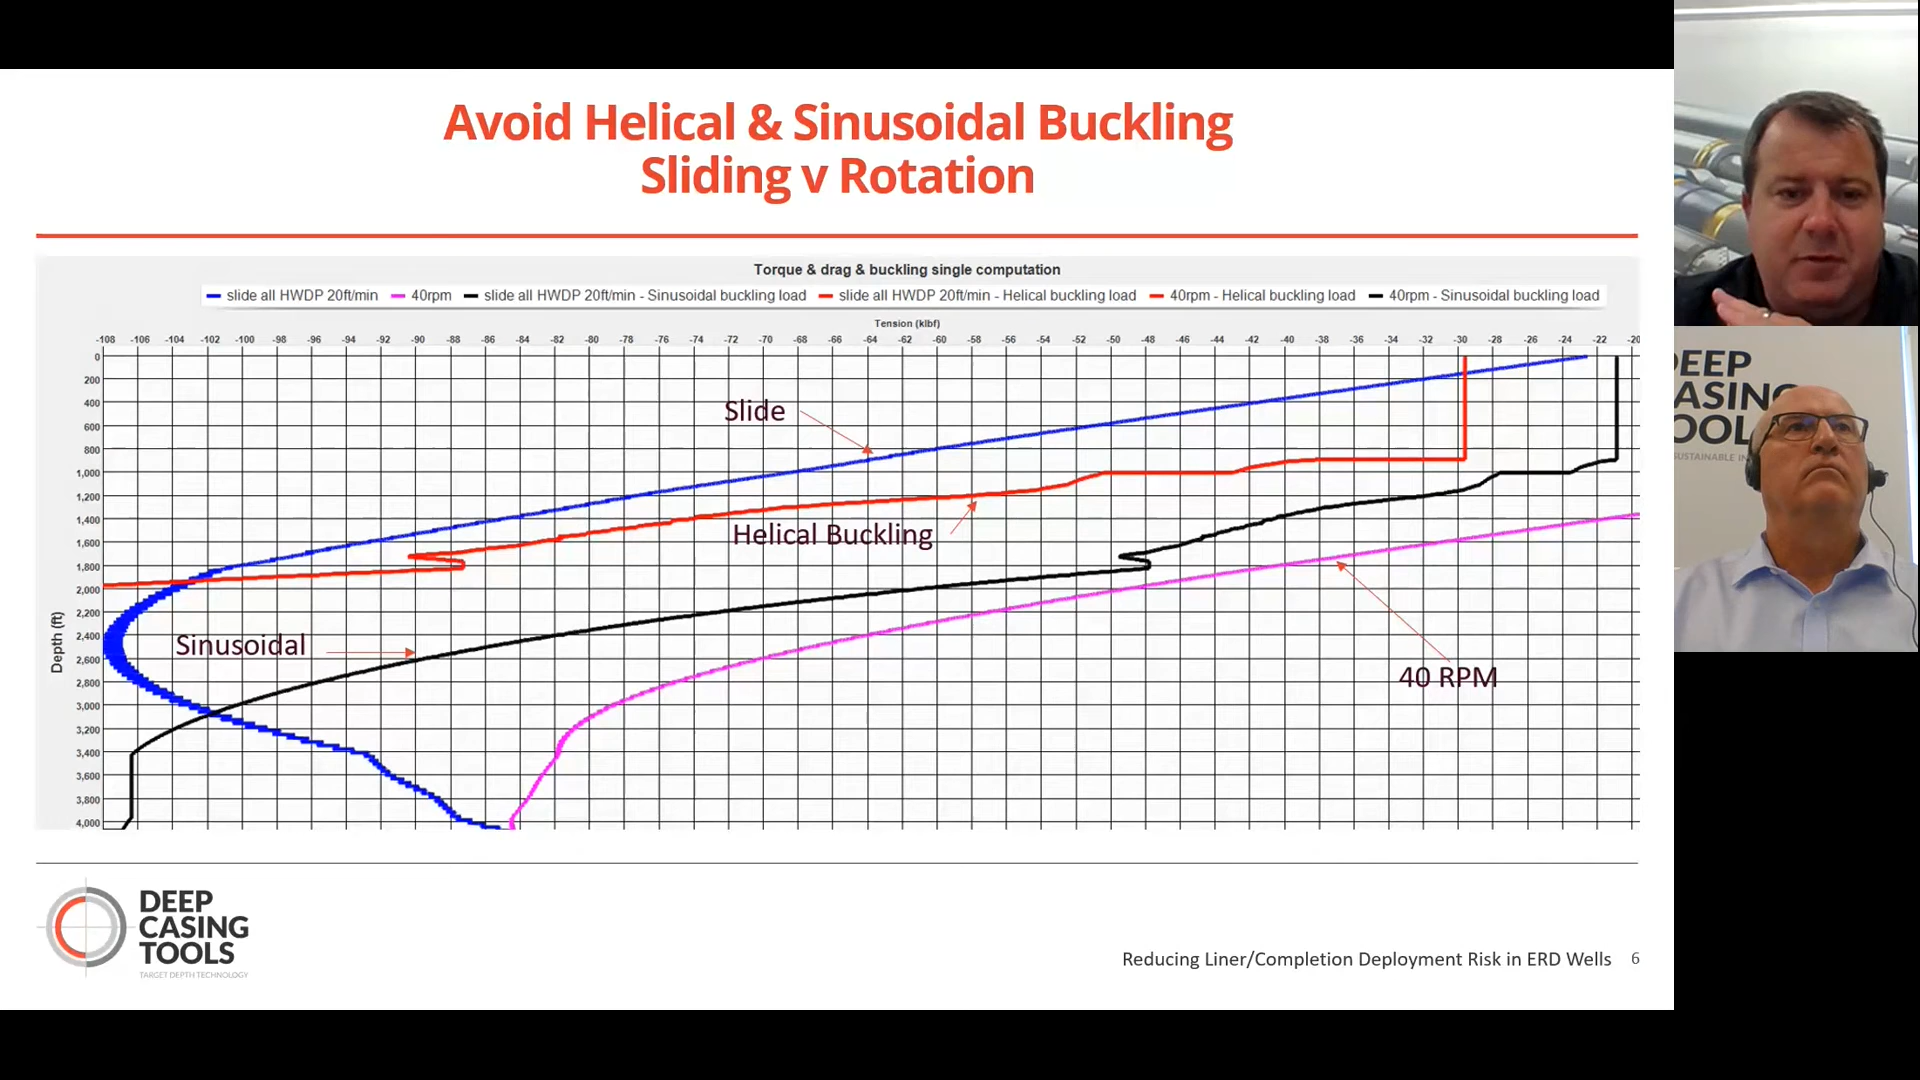 Avoid Helical & Sinusoidal Buckling
Sliding v Rotation
Torque & drag & buckling single computation
slide all HWDP 20ft/min 40rpm slide all HWDP 20ft/min - Sinusoidal buckling load slide all HWDP 20ft/min - Helical buckling load 40rpm - Helical buckling load 40rpm - Sinusoidal buckling load
Tension (klbf)
-108 -106 -104 -102 -100 -98 -96 -94 -92 -90 -88 -86 -84 -82 -80 -78 -76 -74 -72 -70 -68 -66 -64 -62 -60 -58 -56 -54 -52 -50 -48 -46 -44 -42 -40 -38 -36 -34 -32 -30 -28 -26 -24 -22 -20
0
200
400
600
800
1,000
1,200
1,400
1,600
1,800
2,000
2,200
2,400
2,600
2,800
3,000
3,200
3,400
3,600
3,800
4,000
Depth (ft)
Slide
Helical Buckling
Sinusoidal
40 RPM
DEEP
CASING
TOOLS
TARGET DEPTH TECHNOLOGY
Reducing Liner/Completion Deployment Risk in ERD Wells 6
EEP
ASING
OOL
SUSTAINABLE IN